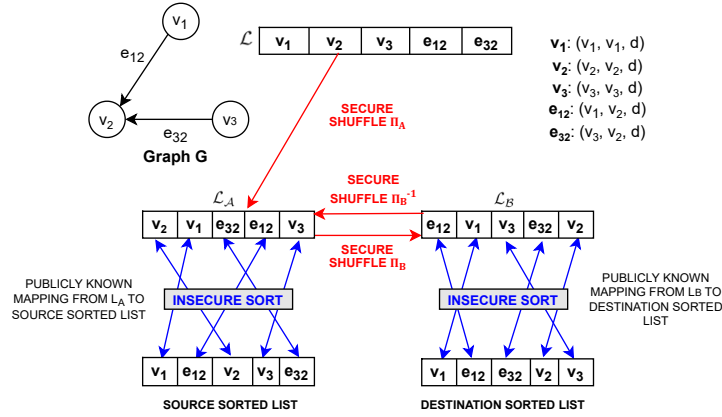 v1
e12
v2
e32
v3
Graph G
ℒ
v1 v2 v3 e12 e32
v1: (v1, v1, d)
v2: (v2, v2, d)
v3: (v3, v3, d)
e12: (v1, v2, d)
e32: (v3, v2, d)
SECURE
SHUFFLE ΠA
ℒ𝒜
v2 v1 e32 e12 v3
SECURE
SHUFFLE ΠB-1
SECURE
SHUFFLE ΠB
ℒℬ
e12 v1 v3 e32 v2
PUBLICLY KNOWN
MAPPING FROM LA TO
SOURCE SORTED LIST
INSECURE SORT
INSECURE SORT
PUBLICLY KNOWN
MAPPING FROM LB TO
DESTINATION SORTED
LIST
v1 e12 v2 v3 e32
SOURCE SORTED LIST
v1 e12 e32 v2 v3
DESTINATION SORTED LIST